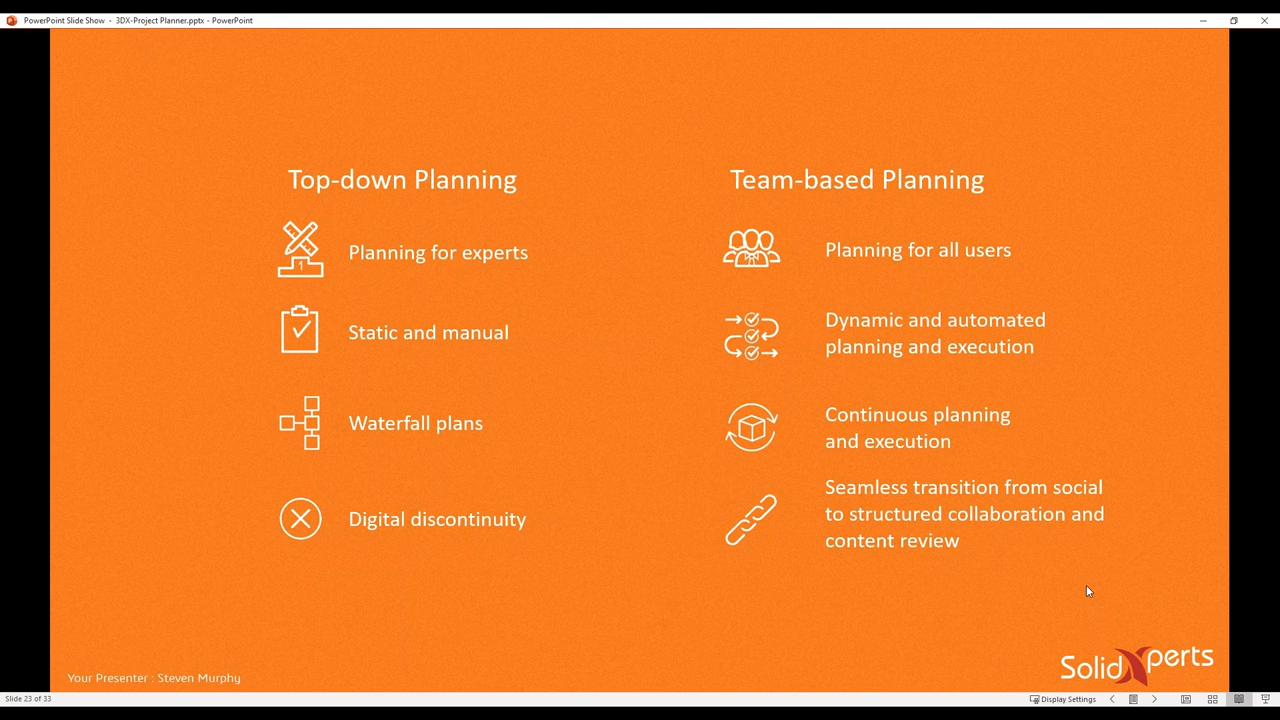 PowerPoint Slide Show - 3DX-Project Planner.pptx - PowerPoint
Top-down Planning
Planning for experts
1
Static and manual
Waterfall plans
Digital discontinuity
Team-based Planning
Planning for all users
Dynamic and automated
planning and execution
Continuous planning
and execution
Seamless transition from social
to structured collaboration and
content review
SolidXperts
Your Presenter : Steven Murphy
Slide 23 of 33
Display Settings